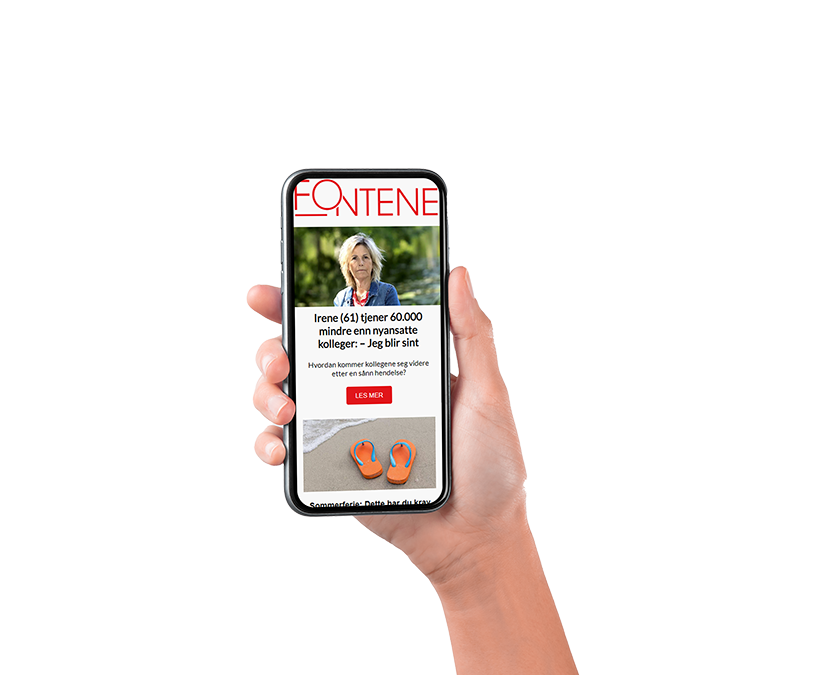 FONTENE
Irene (61) tjener 60.000
mindre enn nyansatte
kolleger: – Jeg blir sint
Hvordan kommer kollegene seg videre
etter en sånn hendelse?
LES MER
Sommerferie: Dette har du krav